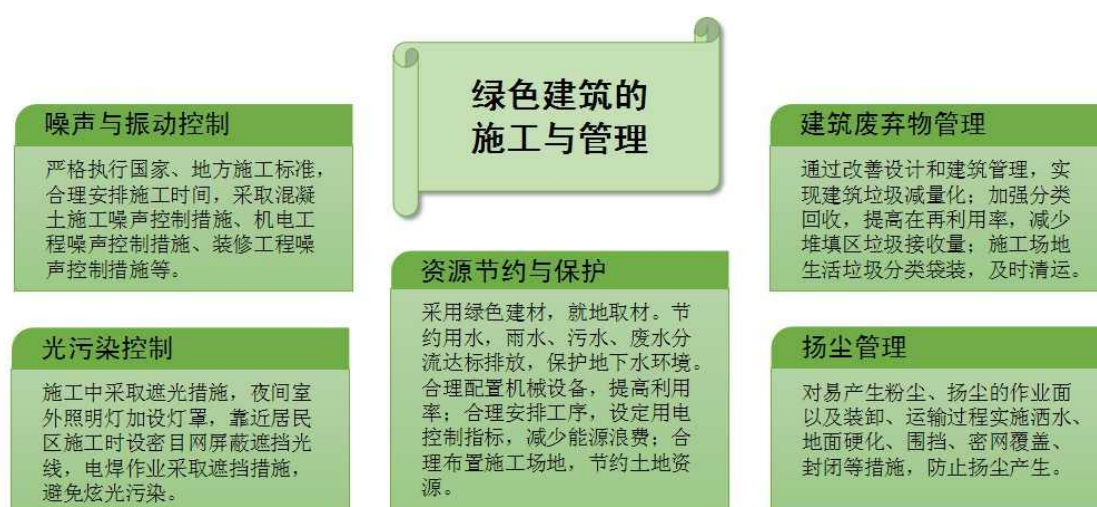 绿色建筑的
施工与管理
噪声与振动控制
严格执行国家、地方施工标准，
合理安排施工时间，采取混凝
土施工噪声控制措施、机电工
程噪声控制措施、装修工程噪
声控制措施等。
光污染控制
施工中采取遮光措施，夜间室
外照明灯加设灯罩，靠近居民
区施工时设密目网屏蔽遮挡光
线，电焊作业采取遮挡措施，
避免炫光污染。
资源节约与保护
采用绿色建材，就地取材。节
约用水，雨水、污水、废水分
流达标排放，保护地下水环境。
合理配置机械设备，提高利用
率；合理安排工序，设定用电
控制指标，减少能源浪费；合
理布置施工场地，节约土地资
源。
建筑废弃物管理
通过改善设计和建筑管理，实
现建筑垃圾减量化；加强分类
回收，提高在再利用率，减少
堆填区垃圾接收量；施工场地
生活垃圾分类袋装，及时清运。
扬尘管理
对易产生粉尘、扬尘的作业面
以及装卸、运输过程实施洒水、
地面硬化、围挡、密网覆盖、
封闭等措施，防止扬尘产生。